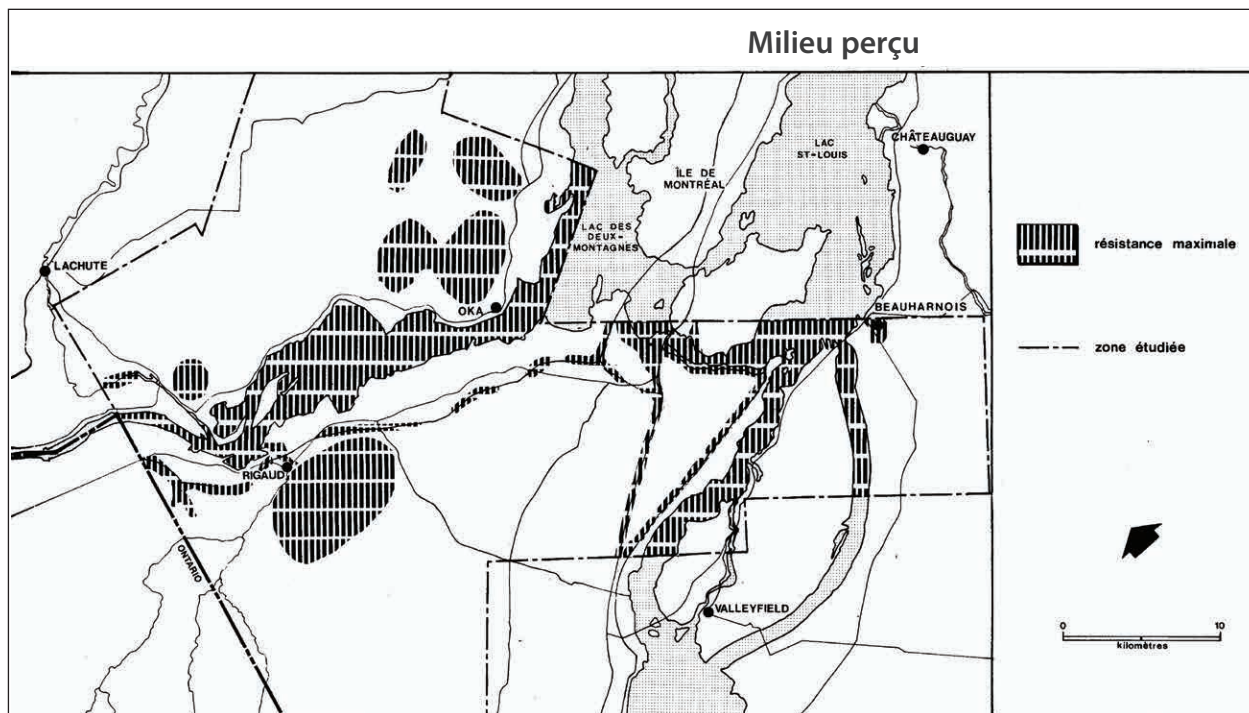 Milieu perçu
CHÂTEAUGUAY
LAC
ST-LOUIS
ÎLE DE
MONTRÉAL
LAC DES
DEUX-
MONTAGNES
LACHUTE
OKA
BEAUHARNOIS
RIGAUD
ONTARIO
VALLEYFIELD
résistance maximale
zone étudiée
0 10
kilomètres